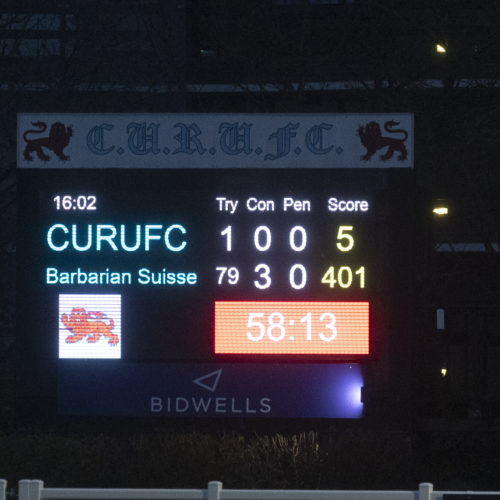 C.U.R.U.F.C.
16:02 Try Con Pen Score
CURUFC 1 0 0 5
Barbarian Suisse 79 3 0 401
58:13
BIDWELLS